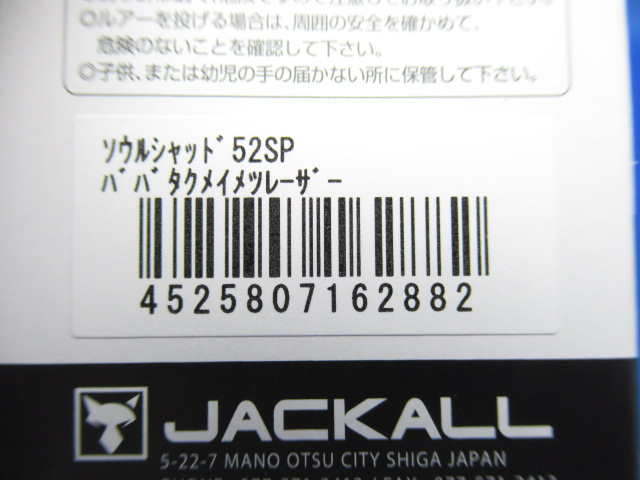 ◎ルアーを投げる場合は、周囲の安全を確かめて、
危険のないことを確認して下さい。
◎子供、または幼児の手の届かない所に保管して下さい。
ｿｳﾙｼｬｯﾄﾞ52SP
ﾊﾞﾊﾞﾀｸﾒｲﾒﾂﾚｰｻﾞｰ
4525807162882
JACKALL
5-22-7 MANO OTSU CITY SHIGA JAPAN